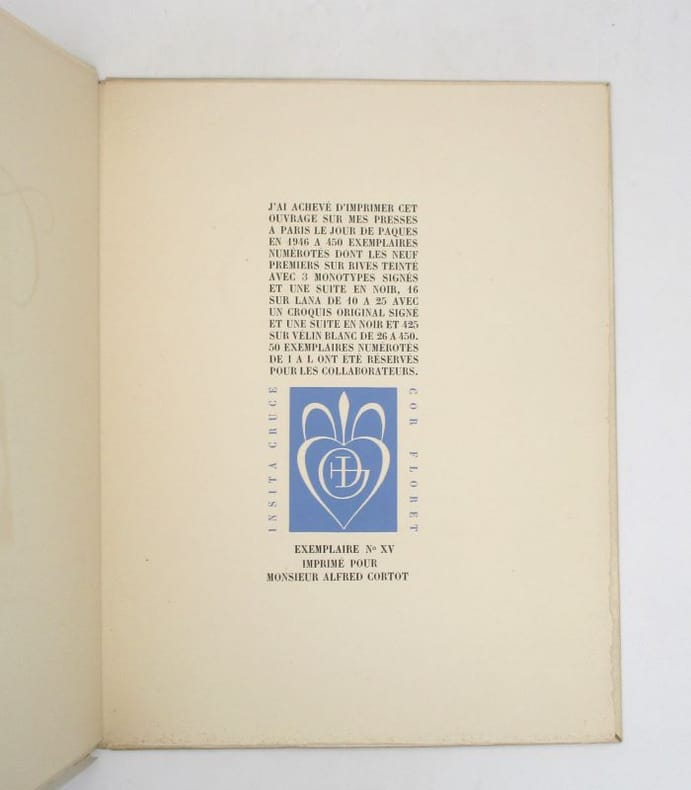 J'AI ACHEVÉ D'IMPRIMER CET
OUVRAGE SUR MES PRESSES
A PARIS LE JOUR DE PAQUES
EN 1946 A 450 EXEMPLAIRES
NUMÉROTÉS DONT LES NEUF
PREMIERS SUR RIVES TEINTÉ
AVEC 3 MONOTYPES SIGNÉS
ET UNE SUITE EN NOIR, 16
SUR LANA DE 10 A 25 AVEC
UN CROQUIS ORIGINAL SIGNÉ
ET UNE SUITE EN NOIR ET 425
SUR VÉLIN BLANC DE 26 A 450.
50 EXEMPLAIRES NUMÉROTÉS
DE I A L ONT ÉTÉ RÉSERVÉS
POUR LES COLLABORATEURS.
INSITA CRUCE
COR FLORET
EXEMPLAIRE No XV
IMPRIMÉ POUR
MONSIEUR ALFRED CORTOT